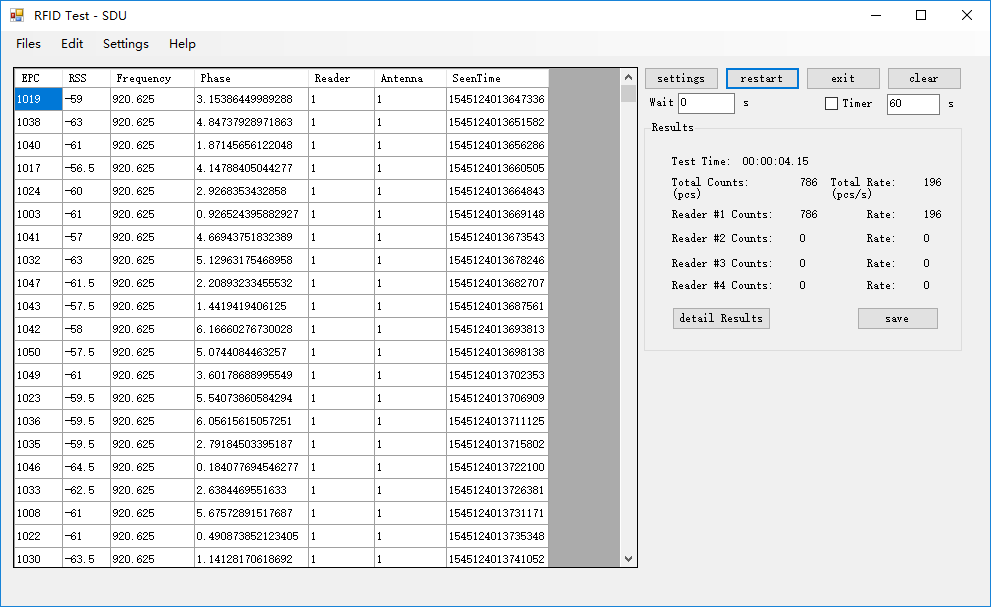 RFID Test - SDU
Files Edit Settings Help
EPC RSS Frequency Phase Reader Antenna SeenTime
1019 -59 920.625 3.15386449989288 1 1 1545124013647336
1038 -63 920.625 4.84737928971863 1 1 1545124013651582
1040 -61 920.625 1.87145656122048 1 1 1545124013656286
1017 -56.5 920.625 4.14788405044277 1 1 1545124013660505
1024 -60 920.625 2.9268353432858 1 1 1545124013664843
1003 -61 920.625 0.926524395882927 1 1 1545124013669148
1041 -57 920.625 4.66943751832389 1 1 1545124013673543
1032 -63 920.625 5.12963175468958 1 1 1545124013678246
1047 -61.5 920.625 2.20893233455532 1 1 1545124013682707
1043 -57.5 920.625 1.4419419406125 1 1 1545124013687561
1042 -58 920.625 6.16660276730028 1 1 1545124013693813
1050 -57.5 920.625 5.0744084463257 1 1 1545124013698138
1049 -61 920.625 3.60178688995549 1 1 1545124013702353
1023 -59.5 920.625 5.54073860584294 1 1 1545124013706909
1036 -59.5 920.625 6.05615615057251 1 1 1545124013711125
1035 -59.5 920.625 2.79184503395187 1 1 1545124013715802
1046 -64.5 920.625 0.184077694546277 1 1 1545124013722100
1033 -62.5 920.625 2.6384469551633 1 1 1545124013726381
1008 -61 920.625 5.67572891517687 1 1 1545124013731171
1022 -61 920.625 0.490873852123405 1 1 1545124013735348
1030 -63.5 920.625 1.14128170618692 1 1 1545124013741052
settings restart exit clear
Wait 0 s Timer 60 s
Results
Test Time: 00:00:04.15
Total Counts: 786 Total Rate: 196
(pcs) (pcs/s)
Reader #1 Counts: 786 Rate: 196
Reader #2 Counts: 0 Rate: 0
Reader #3 Counts: 0 Rate: 0
Reader #4 Counts: 0 Rate: 0
detail Results save